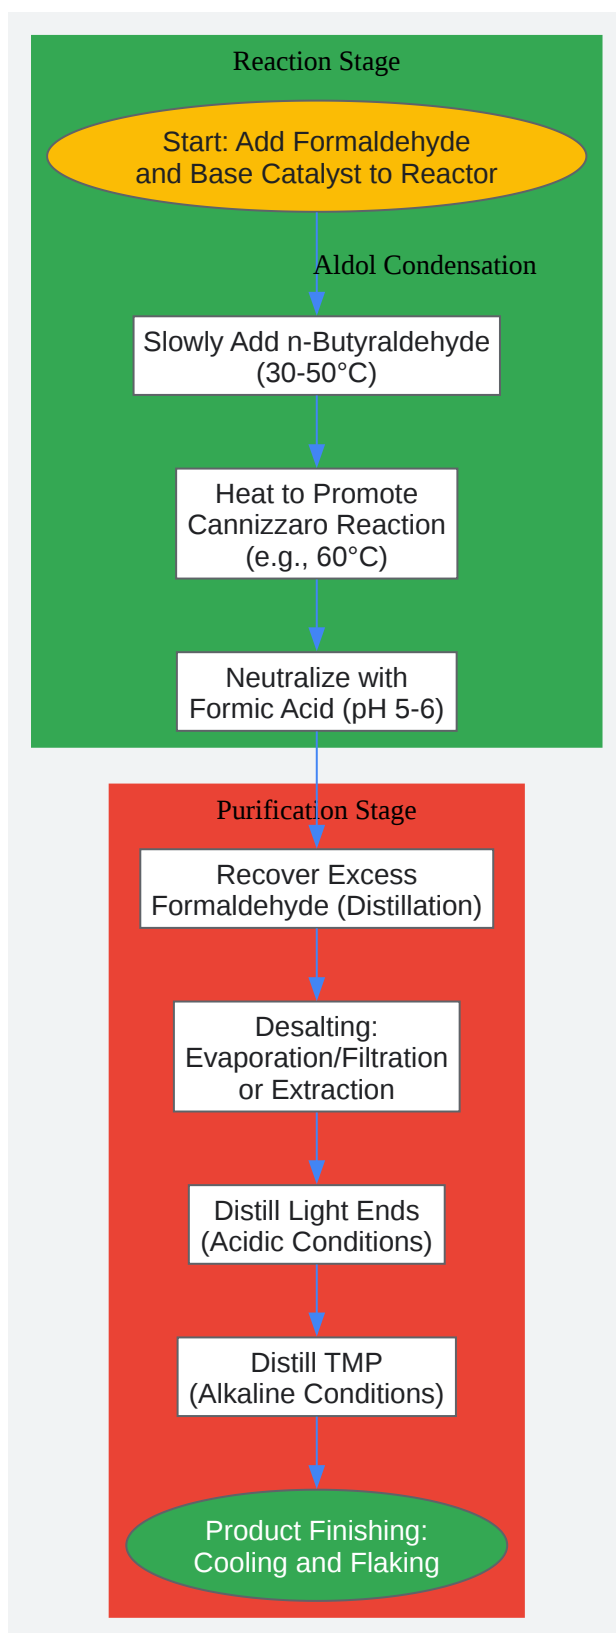 Reaction Stage
Start: Add Formaldehyde
and Base Catalyst to Reactor
Aldol Condensation
Slowly Add n-Butyraldehyde
(30-50°C)
Heat to Promote
Cannizzaro Reaction
(e.g., 60°C)
Neutralize with
Formic Acid (pH 5-6)
Purification Stage
Recover Excess
Formaldehyde (Distillation)
Desalting:
Evaporation/Filtration
or Extraction
Distill Light Ends
(Acidic Conditions)
Distill TMP
(Alkaline Conditions)
Product Finishing:
Cooling and Flaking